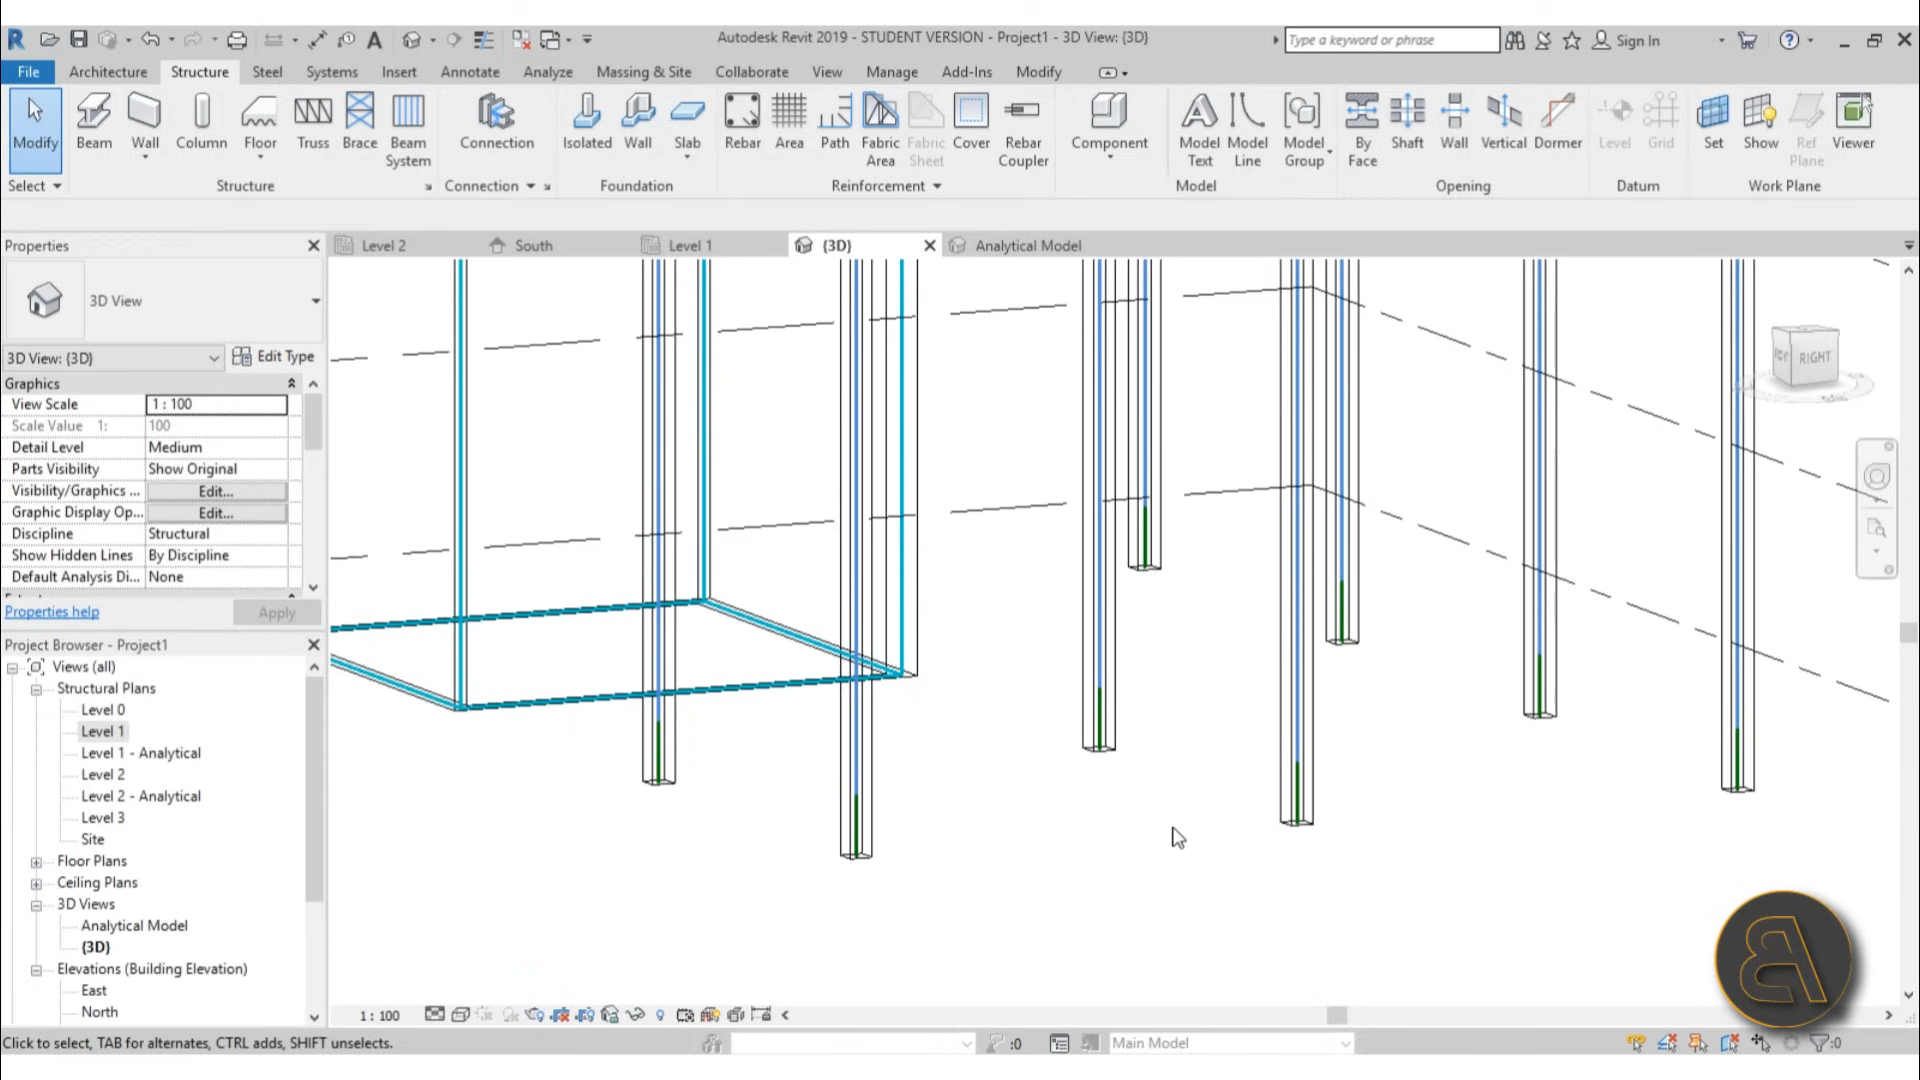 Autodesk Revit 2019 - STUDENT VERSION - Project1 - 3D View: {3D}
Type a keyword or phrase
Sign In
File Architecture Structure Steel Systems Insert Annotate Analyze Massing & Site Collaborate View Manage Add-Ins Modify
Modify Beam Wall Column Floor Truss Brace Beam System Connection Isolated Wall Slab Rebar Area Path Fabric Area Fabric Sheet Cover Rebar Coupler Component Model Text Model Line Model Group By Face Shaft Wall Vertical Dormer Level Grid Set Show Ref Plane Viewer
Select Structure Connection Foundation Reinforcement Model Opening Datum Work Plane
Properties
Level 2 South Level 1 {3D} Analytical Model
3D View
3D View: {3D} Edit Type
Graphics
View Scale 1 : 100
Scale Value 1: 100
Detail Level Medium
Parts Visibility Show Original
Visibility/Graphics ... Edit...
Graphic Display Op... Edit...
Discipline Structural
Show Hidden Lines By Discipline
Default Analysis Di... None
Properties help Apply
RIGHT
Project Browser - Project1
Views (all)
Structural Plans
Level 0
Level 1
Level 1 - Analytical
Level 2
Level 2 - Analytical
Level 3
Site
Floor Plans
Ceiling Plans
3D Views
Analytical Model
{3D}
Elevations (Building Elevation)
East
North
1 : 100
Click to select, TAB for alternates, CTRL adds, SHIFT unselects.
:0
Main Model
:0